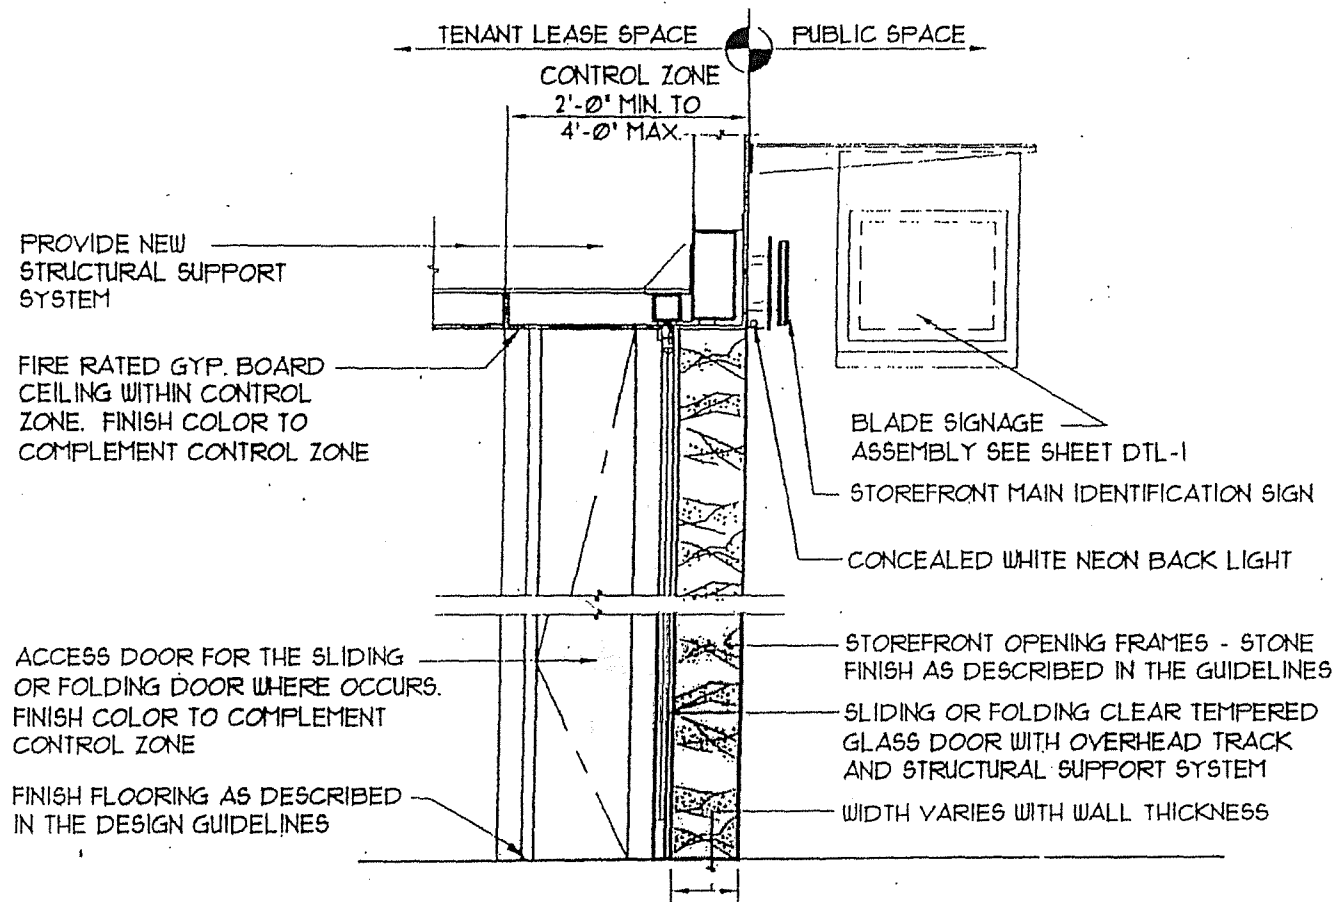 TENANT LEASE SPACE
PUBLIC SPACE
CONTROL ZONE
2'-0" MIN. TO
4'-0" MAX.
PROVIDE NEW
STRUCTURAL SUPPORT
SYSTEM
FIRE RATED GYP. BOARD
CEILING WITHIN CONTROL
ZONE. FINISH COLOR TO
COMPLEMENT CONTROL ZONE
BLADE SIGNAGE
ASSEMBLY SEE SHEET DTL-1
STOREFRONT MAIN IDENTIFICATION SIGN
CONCEALED WHITE NEON BACK LIGHT
ACCESS DOOR FOR THE SLIDING
OR FOLDING DOOR WHERE OCCURS.
FINISH COLOR TO COMPLEMENT
CONTROL ZONE
STOREFRONT OPENING FRAMES - STONE
FINISH AS DESCRIBED IN THE GUIDELINES
SLIDING OR FOLDING CLEAR TEMPERED
GLASS DOOR WITH OVERHEAD TRACK
AND STRUCTURAL SUPPORT SYSTEM
FINISH FLOORING AS DESCRIBED
IN THE DESIGN GUIDELINES
WIDTH VARIES WITH WALL THICKNESS